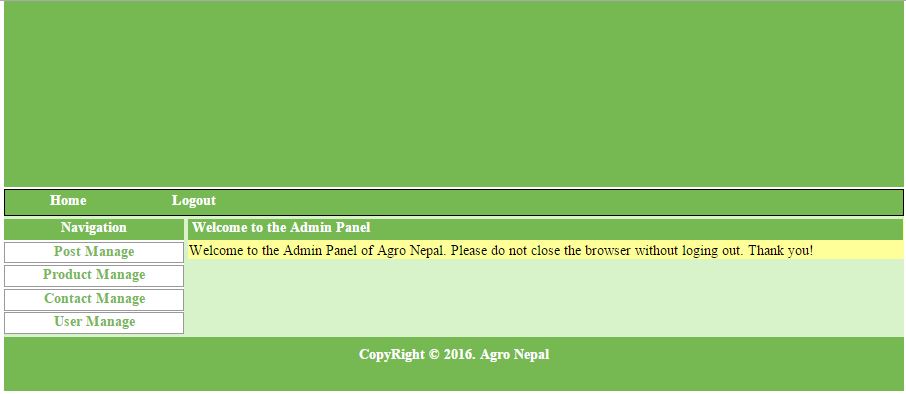 Home Logout
Navigation
Welcome to the Admin Panel
Post Manage
Product Manage
Contact Manage
User Manage
Welcome to the Admin Panel of Agro Nepal. Please do not close the browser without loging out. Thank you!
CopyRight © 2016. Agro Nepal